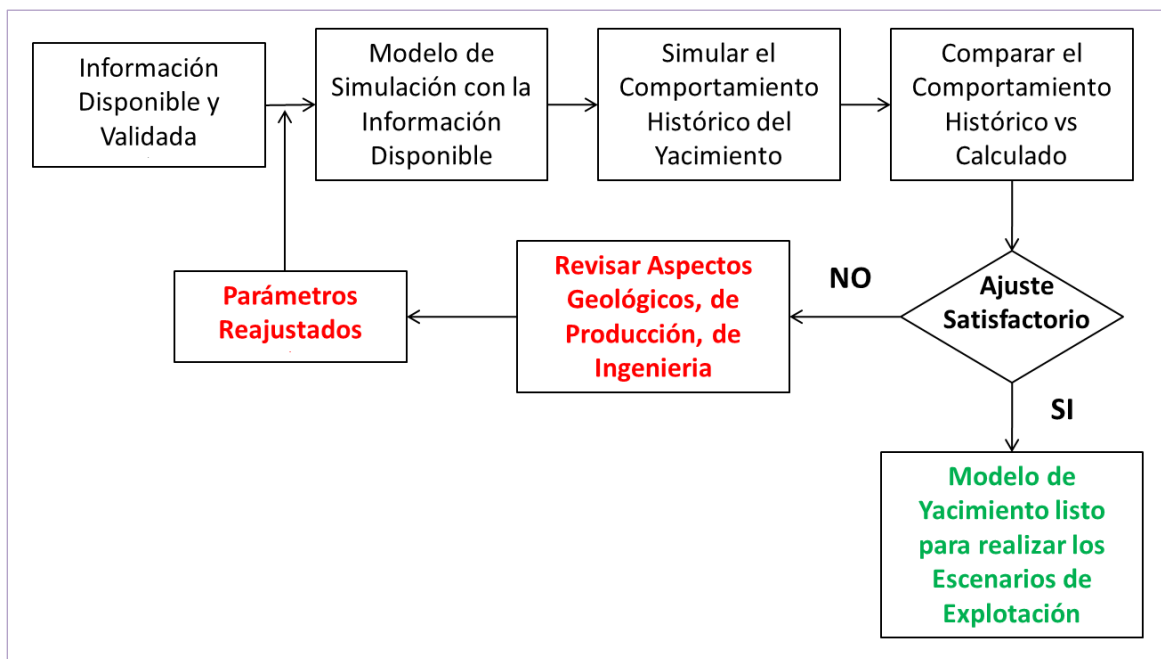 Información
Disponible y
Validada
Modelo de
Simulación con la
Información
Disponible
Simular el
Comportamiento
Histórico del
Yacimiento
Comparar el
Comportamiento
Histórico vs
Calculado
Ajuste
Satisfactorio
NO
Revisar Aspectos
Geológicos, de
Producción, de
Ingenieria
Parámetros
Reajustados
SI
Modelo de
Yacimiento listo
para realizar los
Escenarios de
Explotación